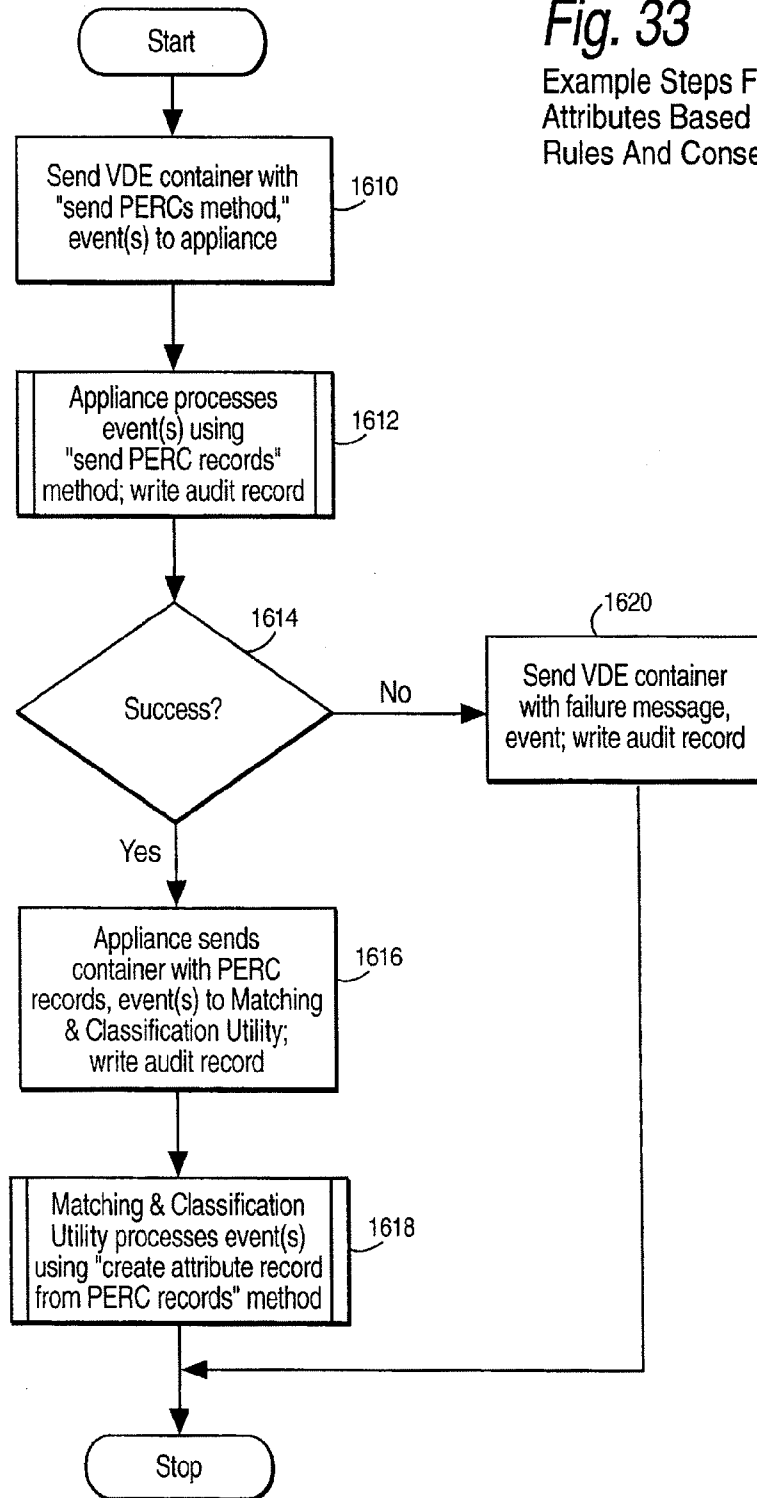 Fig. 33
Example Steps F
Attributes Based
Rules And Conse
Start
Send VDE container with
"send PERCs method,"
event(s) to appliance
1610
Appliance processes
event(s) using
"send PERC records"
method; write audit record
1612
1614
Success?
No
1620
Send VDE container
with failure message,
event; write audit record
Yes
Appliance sends
container with PERC
records, event(s) to Matching
& Classification Utility;
write audit record
1616
Matching & Classification
Utility processes event(s)
using "create attribute record
from PERC records" method
1618
Stop